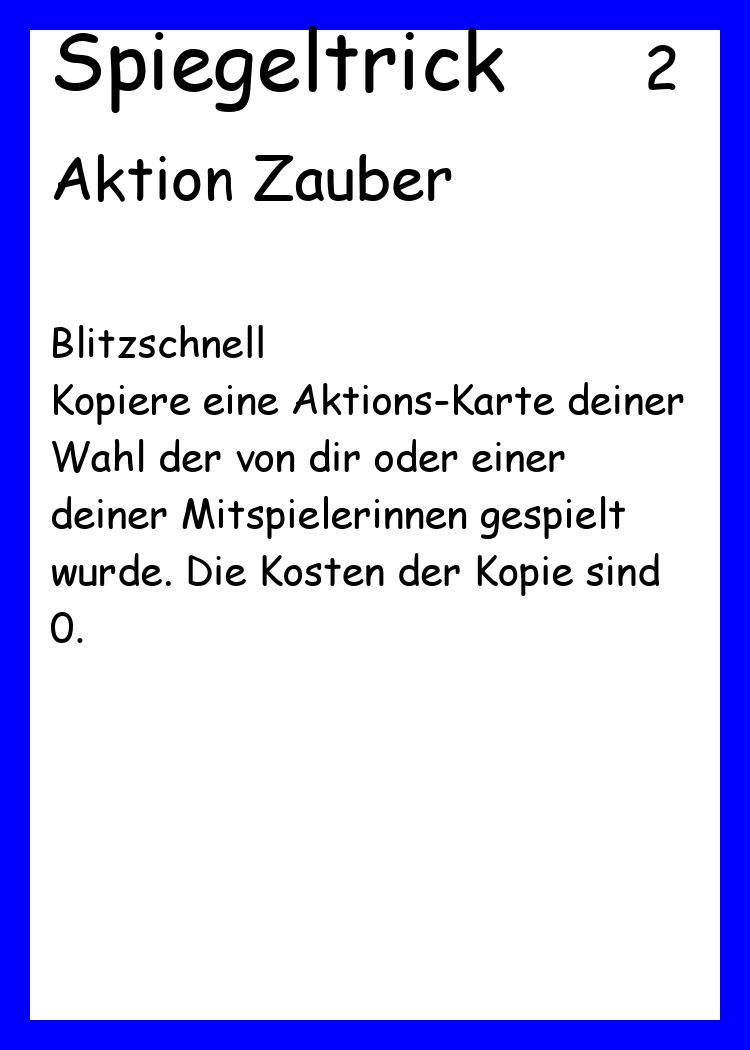 Spiegeltrick 2
Aktion Zauber
Blitzschnell
Kopiere eine Aktions-Karte deiner
Wahl der von dir oder einer
deiner Mitspielerinnen gespielt
wurde. Die Kosten der Kopie sind
0.